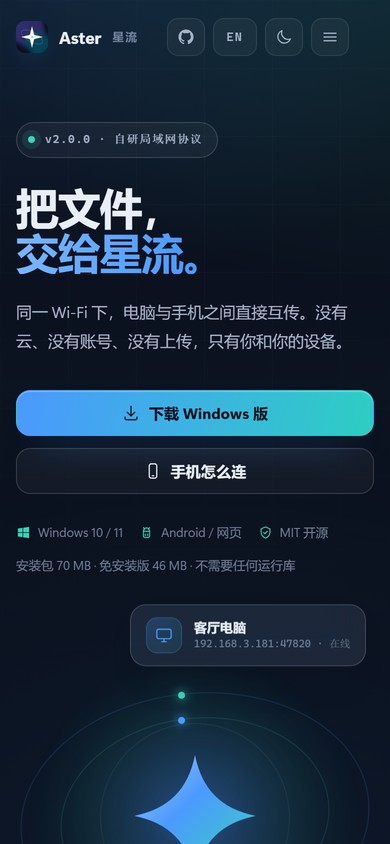 Aster 星流 EN
v2.0.0 · 自研局域网协议
把文件，
交给星流。
同一 Wi-Fi 下，电脑与手机之间直接互传。没有
云、没有账号、没有上传，只有你和你的设备。
下载 Windows 版
手机怎么连
Windows 10 / 11 Android / 网页 MIT 开源
安装包 70 MB · 免安装版 46 MB · 不需要任何运行库
客厅电脑
192.168.3.181:47820 · 在线